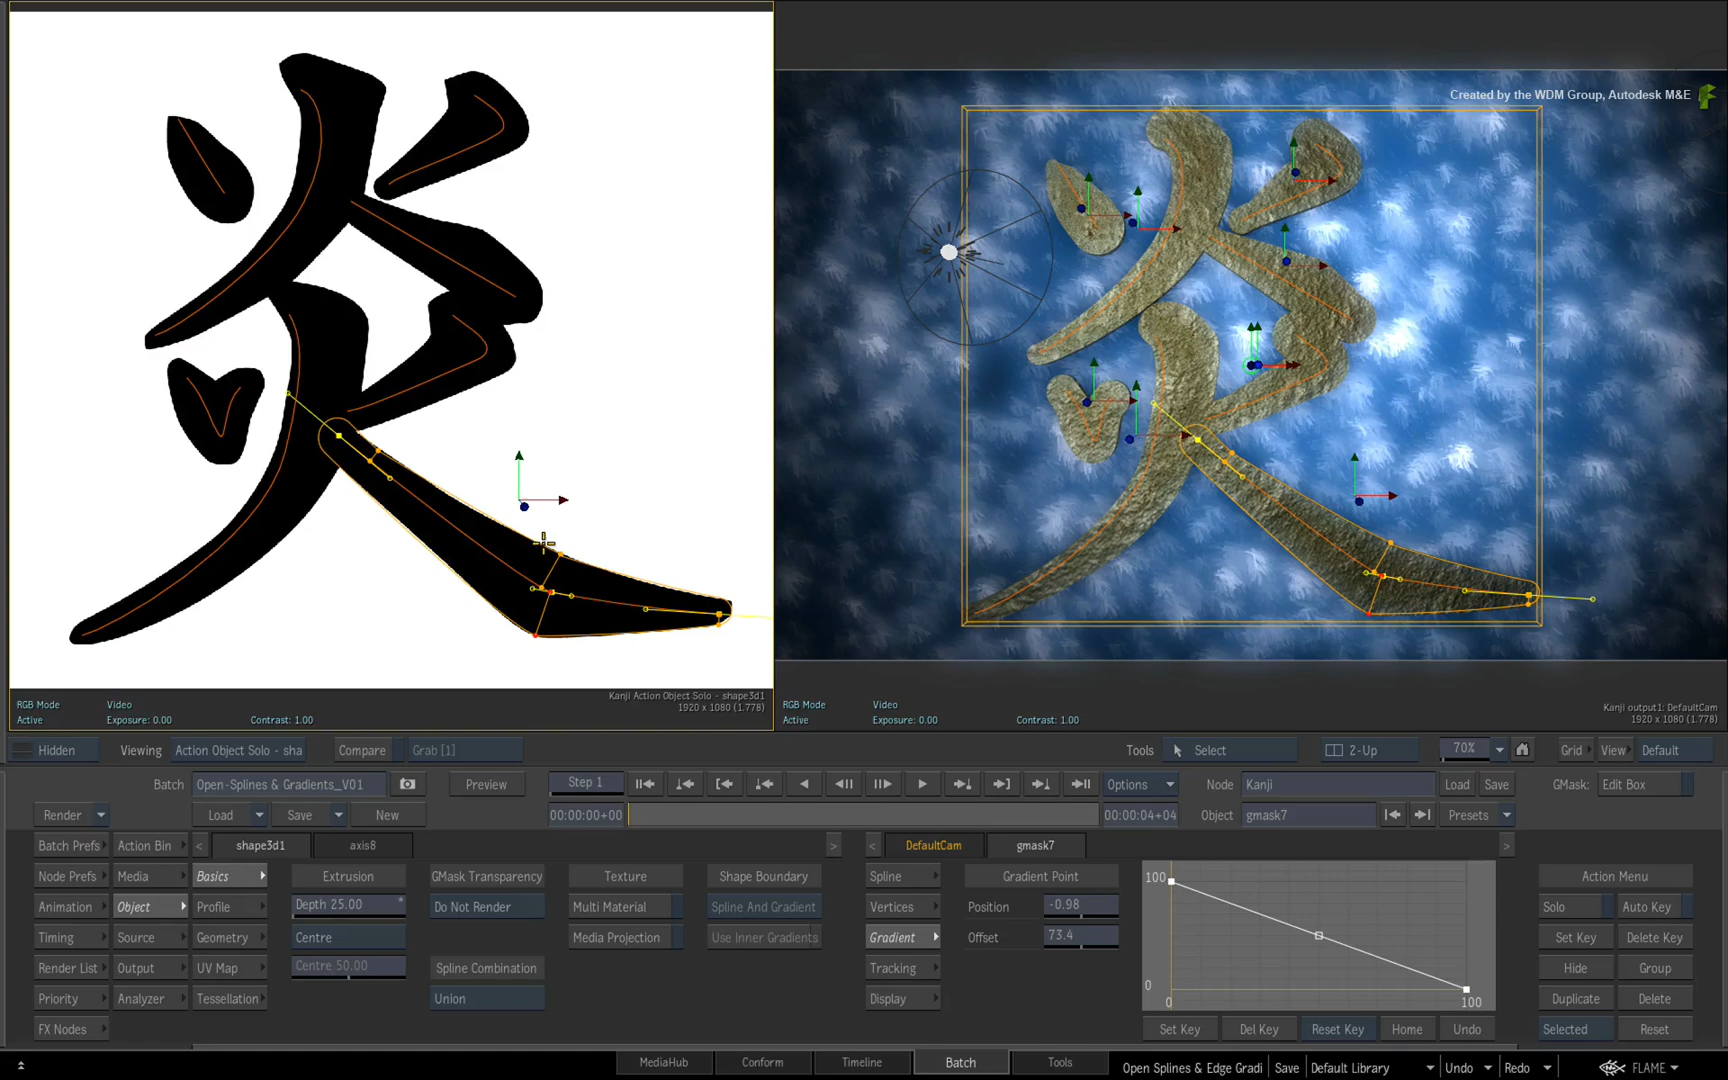 炎
Created by the WDM Group, Autodesk M&E
炎
RGB Mode Video Kanji Action Object Solo - shape3d1
Active Exposure: 0.00 Contrast: 1.00 1920 x 1080 (1.778)
RGB Mode Video Kanji output1: DefaultCam
Active Exposure: 0.00 Contrast: 1.00 1920 x 1080 (1.778)
Hidden Viewing Action Object Solo - sha Compare Grab [1] Tools Select 2-Up 70% Grid View Default
Batch Open-Splines & Gradients_V01 Preview Step 1 Options Node Kanji Load Save GMask: Edit Box
Render Load Save New 00:00:00+00 00:00:04+04 Object gmask7 Presets
Batch Prefs Action Bin < shape3d1 axis8 > < DefaultCam gmask7 >
Node Prefs Media Basics Extrusion GMask Transparency Texture Shape Boundary Spline Gradient Point 100 Action Menu
Animation Object Profile Depth 25.00 * Do Not Render Multi Material Spline And Gradient Vertices Position -0.98 Solo Auto Key
Timing Source Geometry Centre Media Projection Use Inner Gradients Gradient Offset 73.4 Set Key Delete Key
Render List Output UV Map Centre 50.00 Spline Combination Tracking Hide Group
Priority Analyzer Tessellation Union Display 0 0 100 Duplicate Delete
FX Nodes Set Key Del Key Reset Key Home Undo Selected Reset
MediaHub Conform Timeline Batch Tools Open Splines & Edge Gradi Save Default Library Undo Redo FLAME